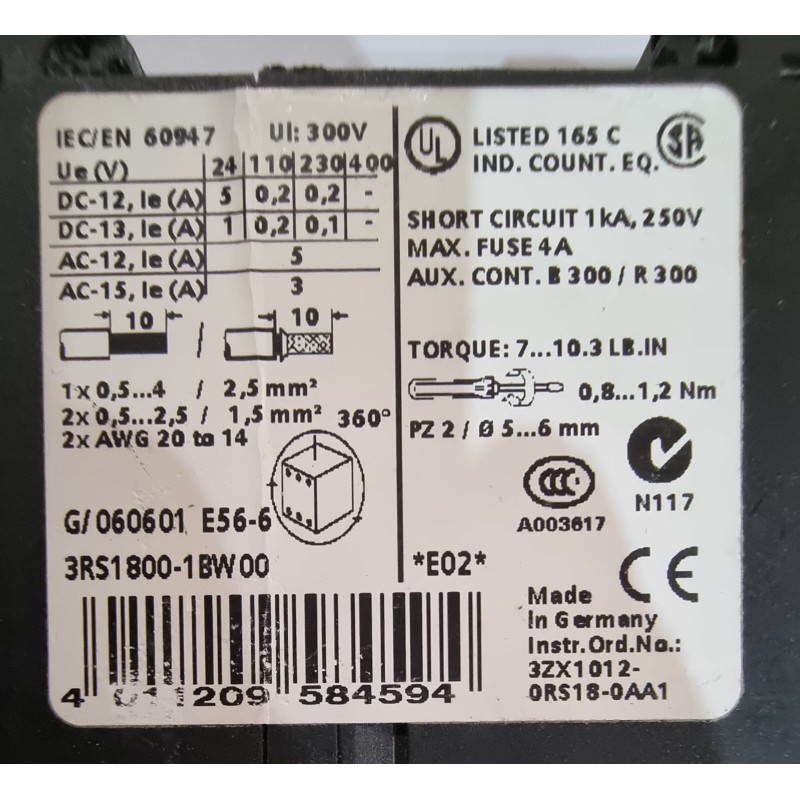 IEC/EN 60947 UI: 300V
Ue (V) 24 110 230 400
DC-12, Ie (A) 5 0,2 0,2 -
DC-13, Ie (A) 1 0,2 0,1 -
AC-12, Ie (A) 5
AC-15, Ie (A) 3
10 / 10
1x 0,5...4 / 2,5 mm²
2x 0,5...2,5 / 1,5 mm² 360°
2x AWG 20 to 14
G/060601 E56-6
3RS1800-1BW00
4 209 584594
UL LISTED 165 C SA
IND. COUNT. EQ.
SHORT CIRCUIT 1kA, 250V
MAX. FUSE 4A
AUX. CONT. B 300 / R 300
TORQUE: 7...10.3 LB.IN
0,8...1,2 Nm
PZ 2 / Ø 5...6 mm
CCC
A003617
N117
*E02*
CE
Made
in Germany
Instr.Ord.No.:
3ZX1012-
0RS18-0AA1